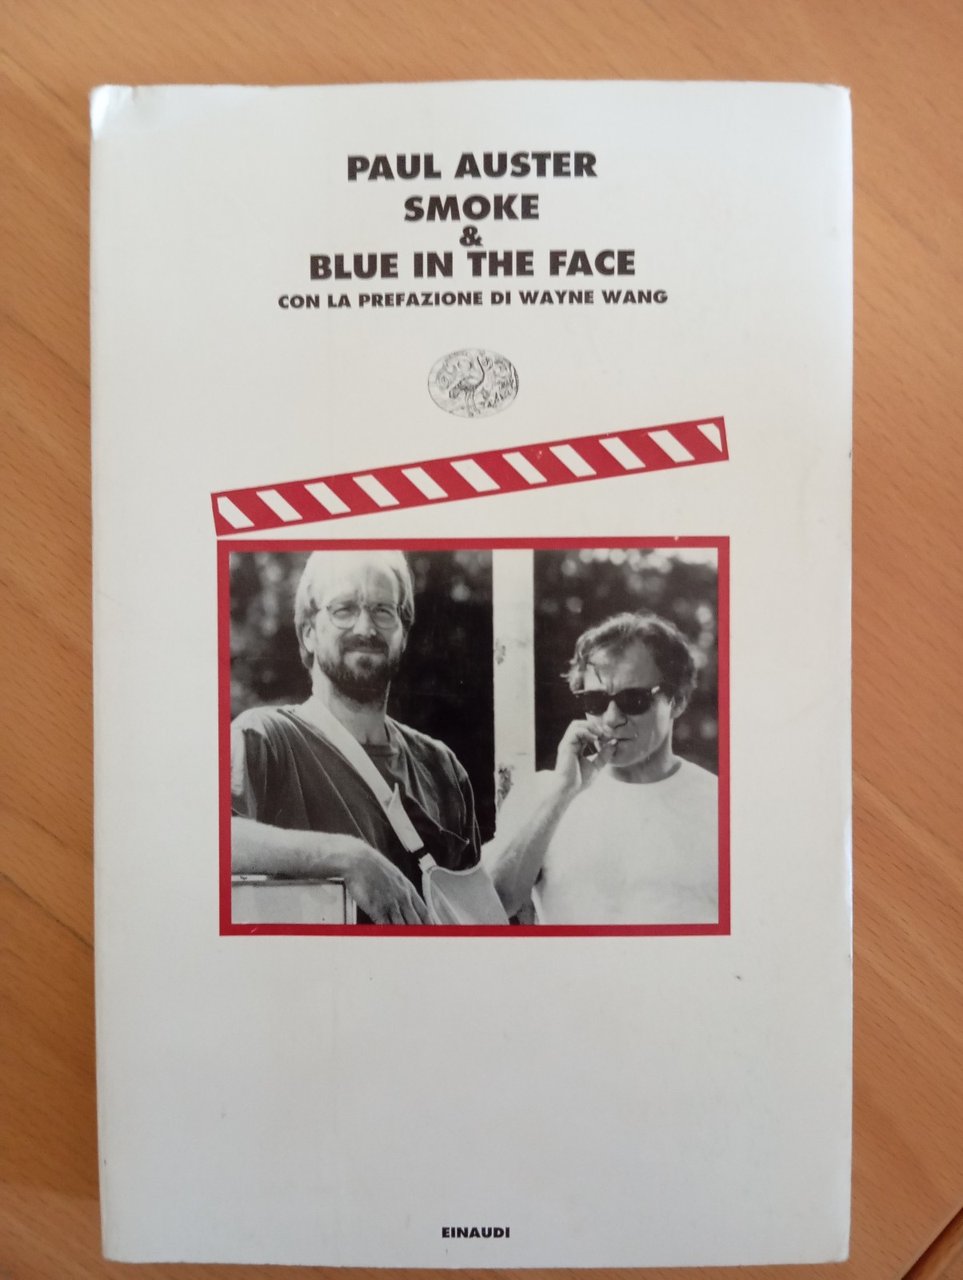 PAUL AUSTER
SMOKE
&
BLUE IN THE FACE
CON LA PREFAZIONE DI WAYNE WANG
EINAUDI